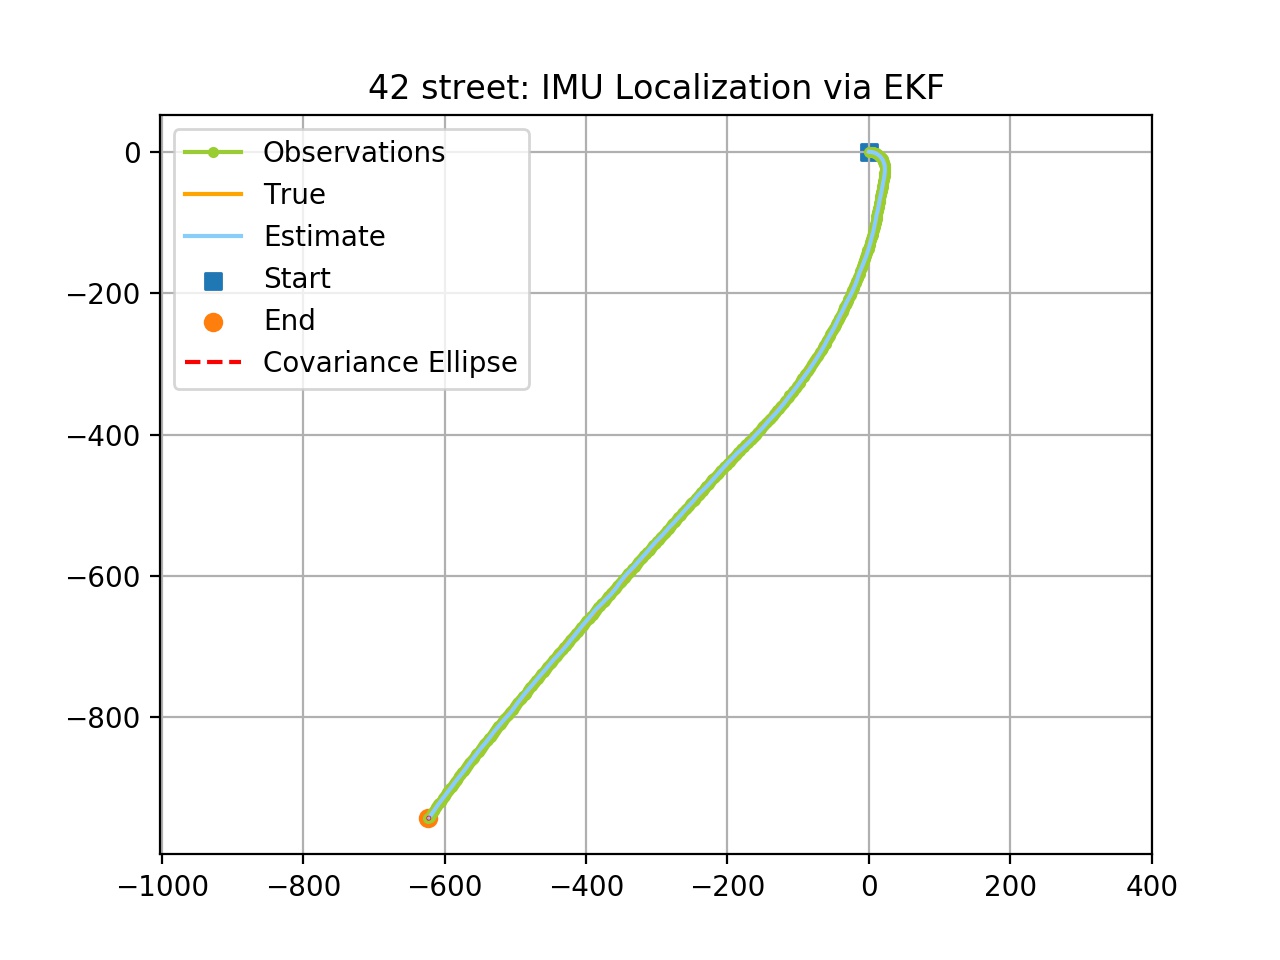 42 street: IMU Localization via EKF
Observations
True
Estimate
Start
End
Covariance Ellipse
0
−200
−400
−600
−800
−1000 −800 −600 −400 −200 0 200 400